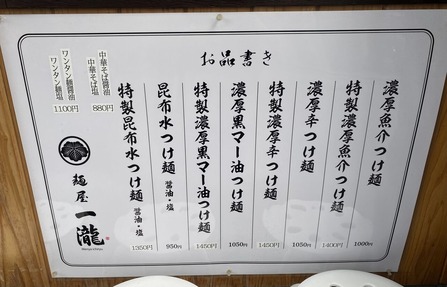 お品書き
濃厚魚介つけ麺
1000円
特製濃厚魚介つけ麺
1400円
濃厚辛つけ麺
1050円
特製濃厚辛つけ麺
1450円
濃厚黒マー油つけ麺
1050円
特製濃厚黒マー油つけ麺
1450円
昆布水つけ麺 醤油・塩
950円
特製昆布水つけ麺 醤油・塩
1350円
中華そば醤油
中華そば塩
880円
ワンタン麺醤油
ワンタン麺塩
1100円
麺屋 一瀧